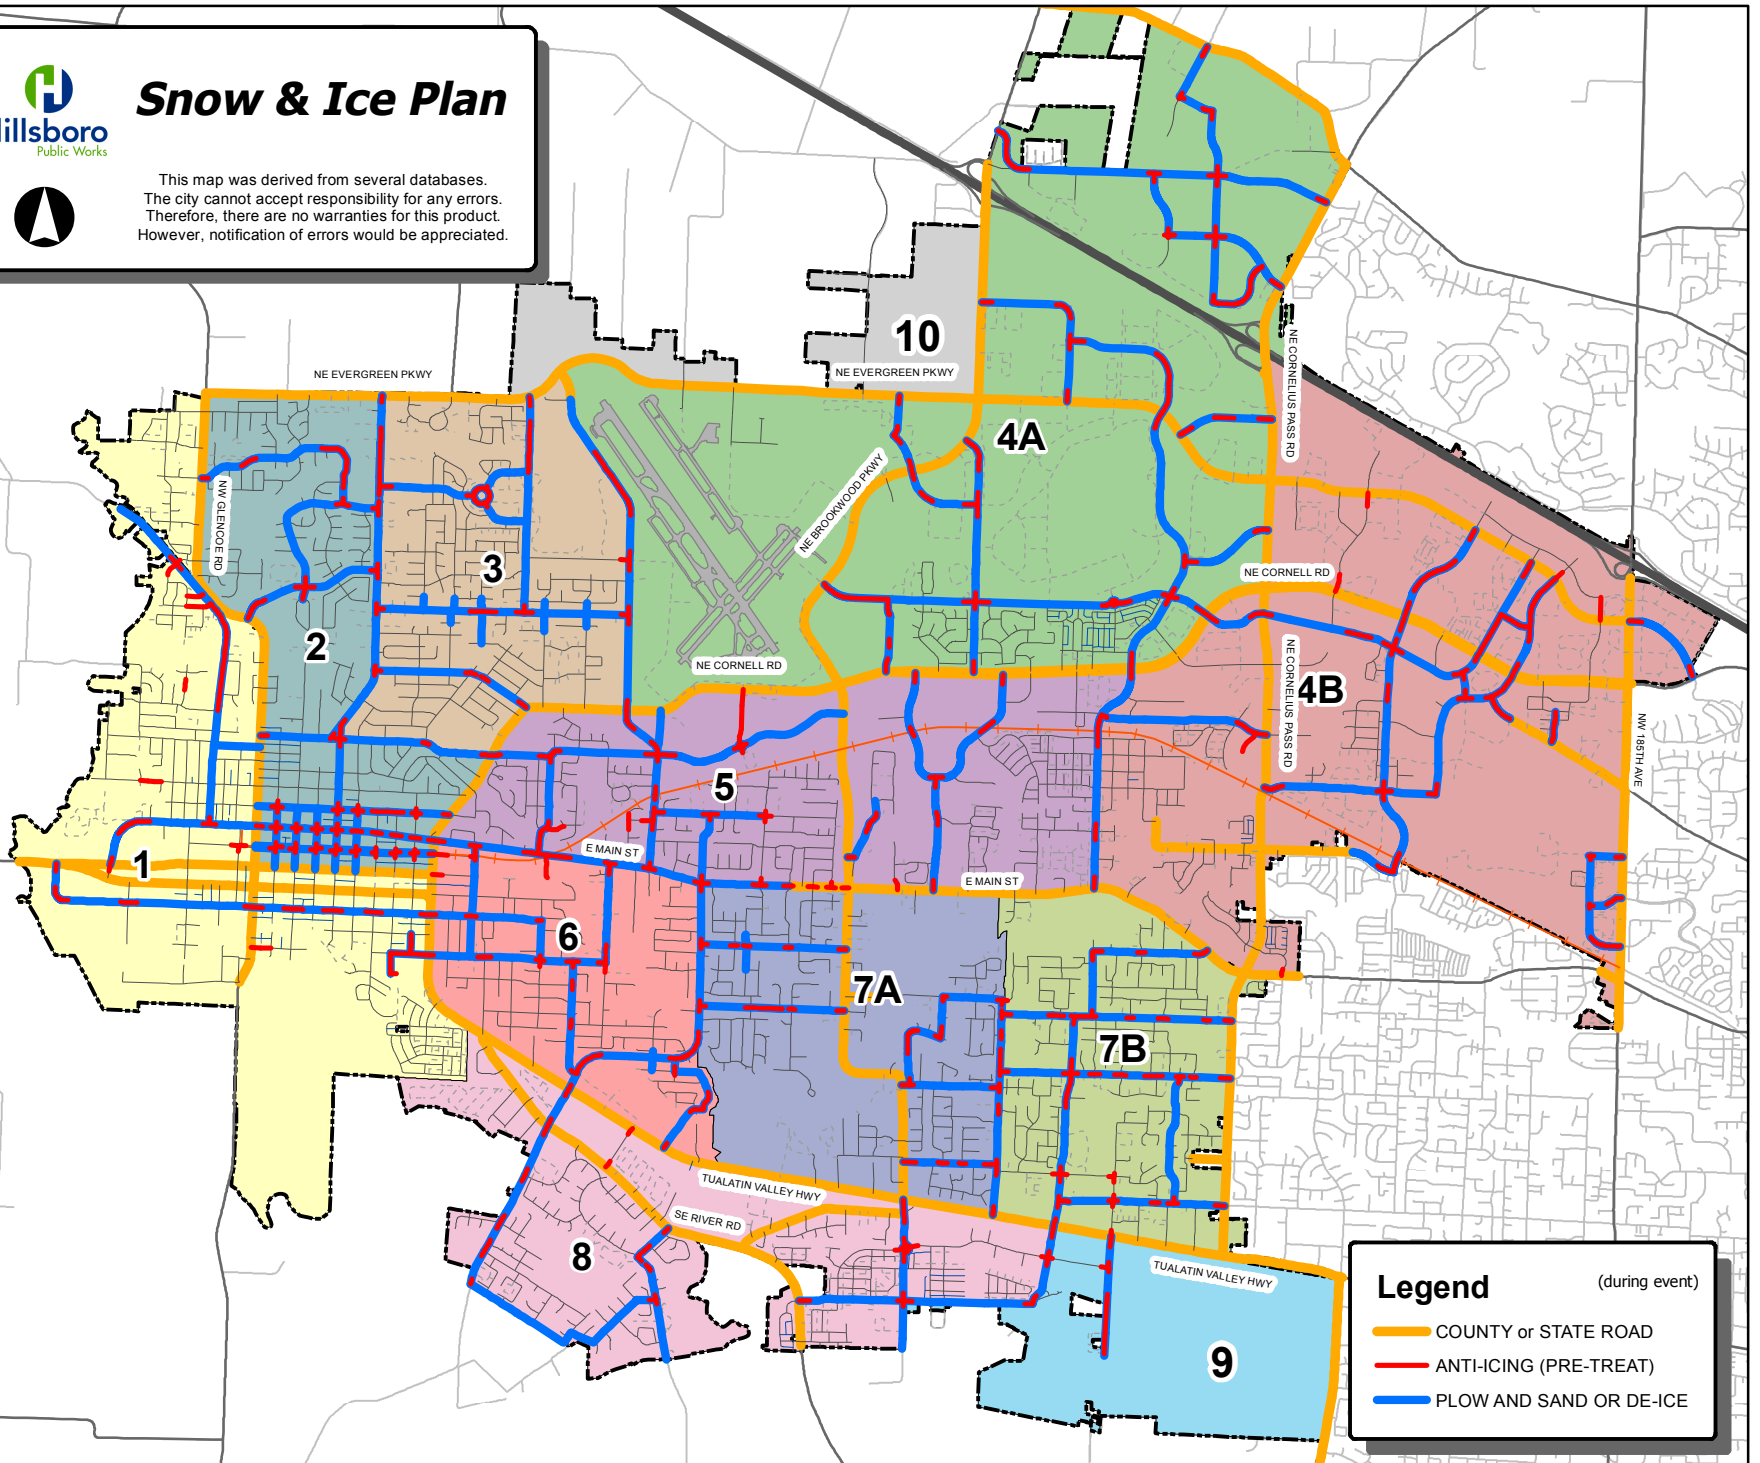 Hillsboro
Public Works
Snow & Ice Plan
This map was derived from several databases.
The city cannot accept responsibility for any errors.
Therefore, there are no warranties for this product.
However, notification of errors would be appreciated.
NE EVERGREEN PKWY
10
NE EVERGREEN PKWY
NE CORNELIUS PASS RD
4A
NE BROOKWOOD PKWY
NW GLENCOE RD
3
NE CORNELL RD
2
NE CORNELL RD
NE CORNELIUS PASS RD
4B
NW 185TH AVE
5
E MAIN ST
1
E MAIN ST
6
7A
7B
TUALATIN VALLEY HWY
SE RIVER RD
8
TUALATIN VALLEY HWY
9
Legend (during event)
COUNTY or STATE ROAD
ANTI-ICING (PRE-TREAT)
PLOW AND SAND OR DE-ICE